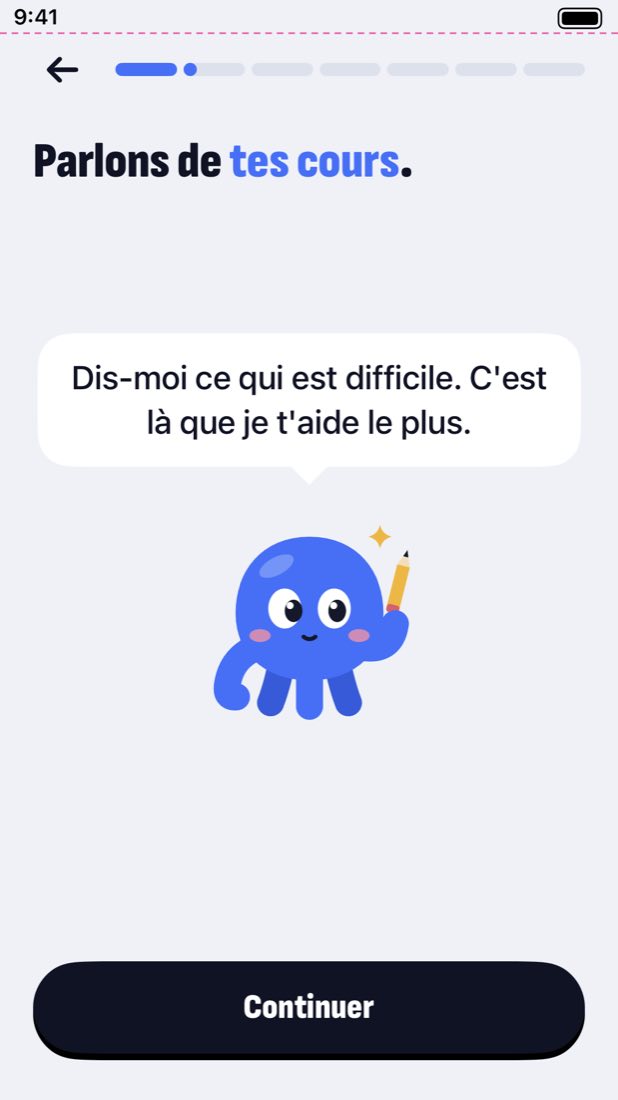 9:41
Parlons de tes cours.
Dis-moi ce qui est difficile. C'est
là que je t'aide le plus.
Continuer